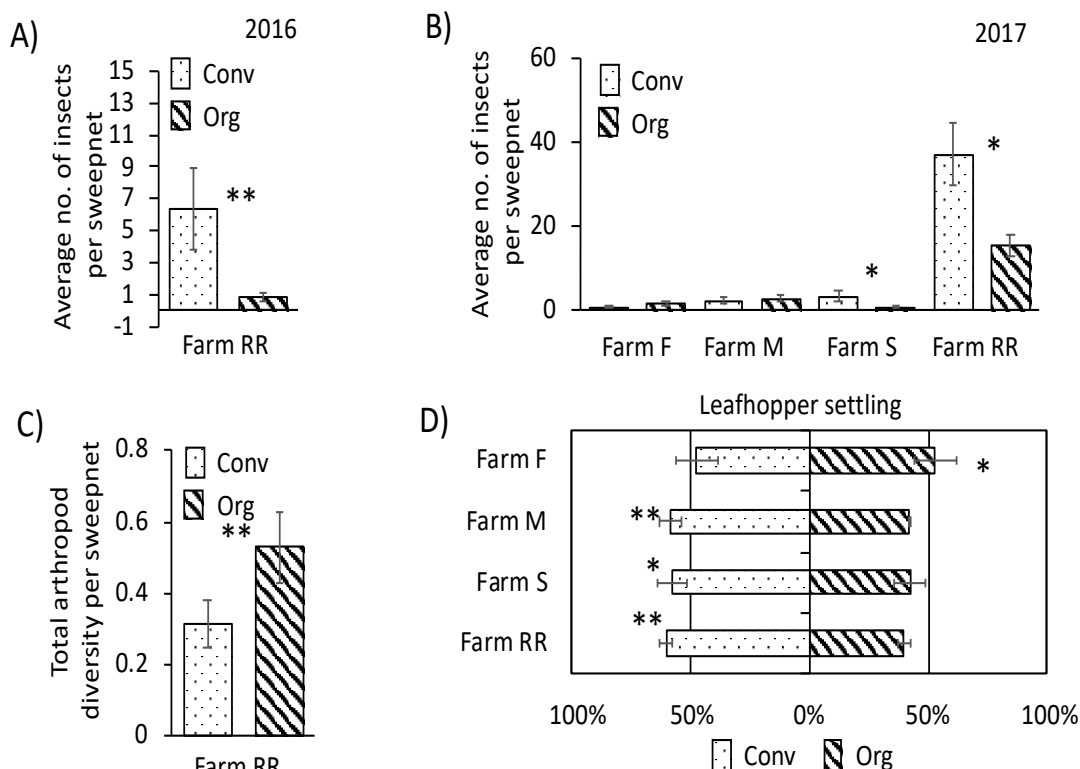 A)
2016
Average no. of insects
per sweepnet
15
13
11
9
7
5
3
1
-1
Conv
Org
**
Farm RR
B)
2017
Average no. of insects
per sweepnet
60
40
20
0
Conv
Org
*
*
Farm F
Farm M
Farm S
Farm RR
C)
Total arthropod
diversity per sweepnet
0.8
0.6
0.4
0.2
0
Conv
Org
**
Farm RR
D)
Leafhopper settling
Farm F
*
Farm M
**
Farm S
*
Farm RR
**
100%
50%
0%
50%
100%
Conv
Org